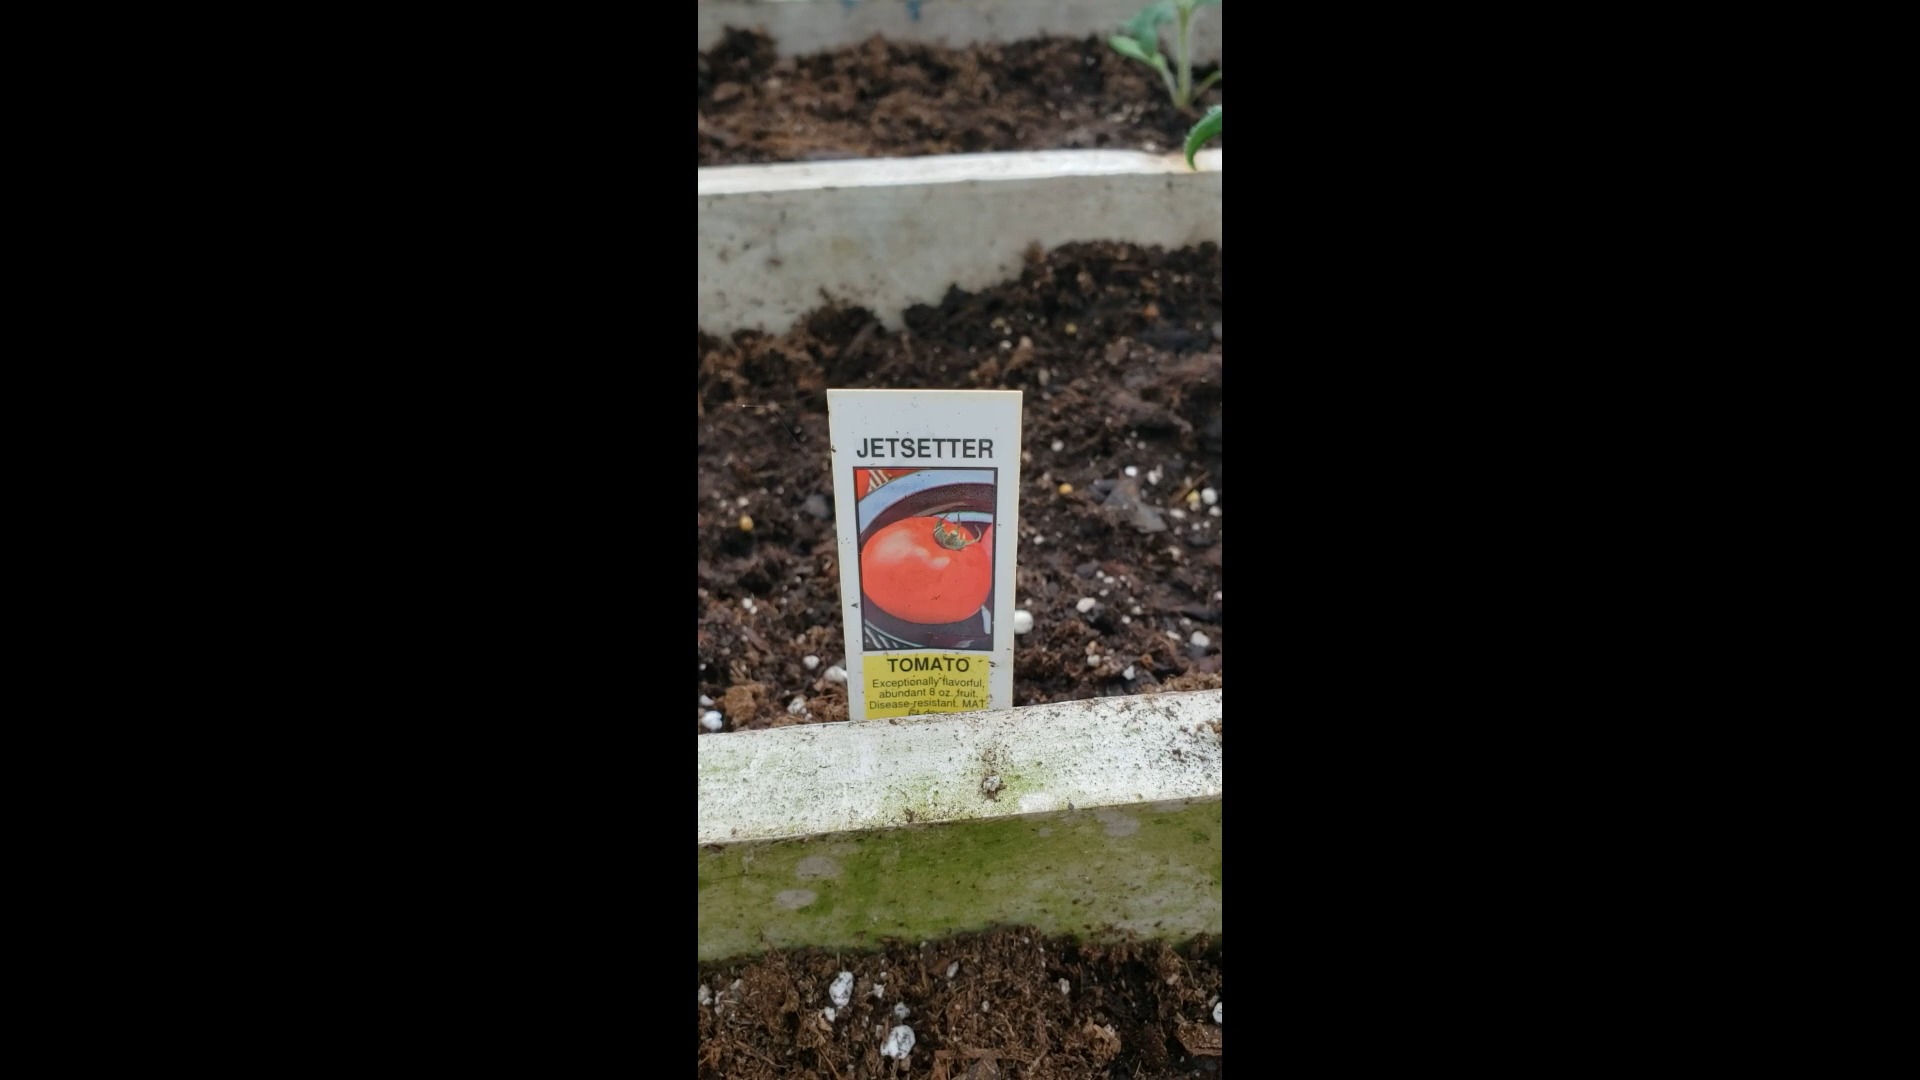 JETSETTER
TOMATO
Exceptionally flavorful,
abundant 8 oz. fruit.
Disease-resistant. MAT.